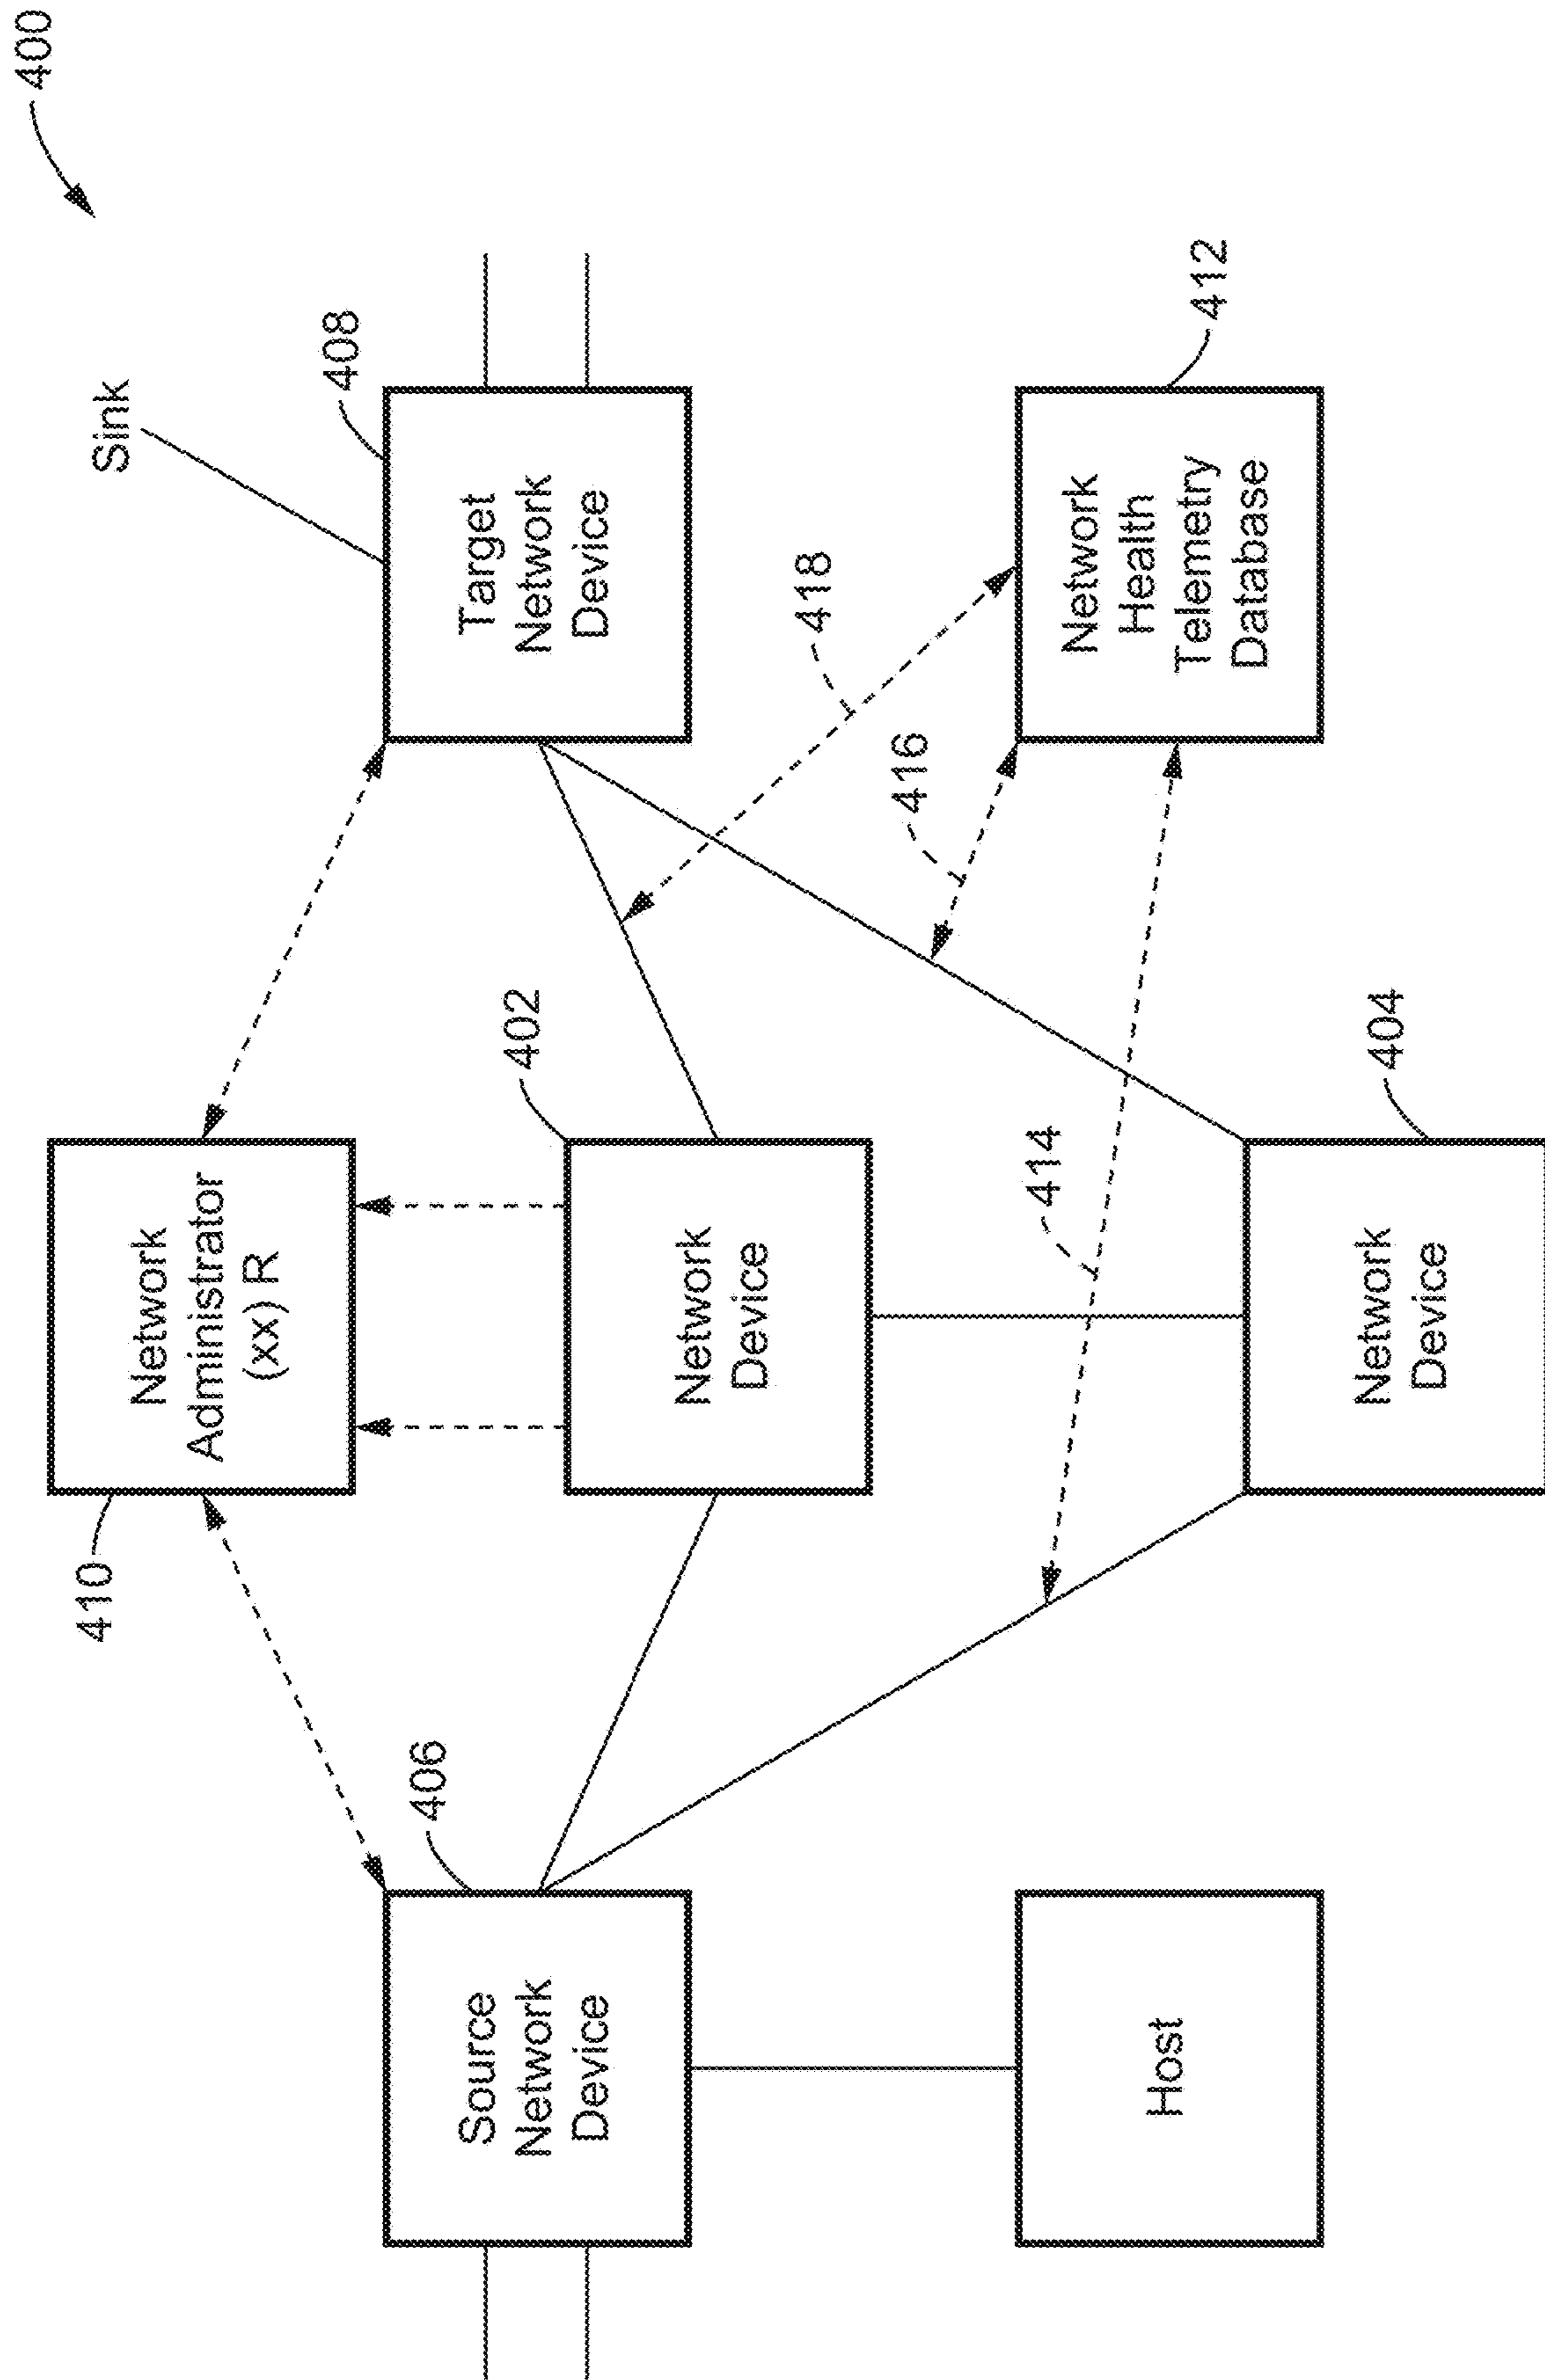 400
Sink
408
Target
Network
Device
418
416
412
Network
Health
Telemetry
Database
410
Network
Administrator
(xx) R
402
Network
Device
414
404
Network
Device
406
Source
Network
Device
Host